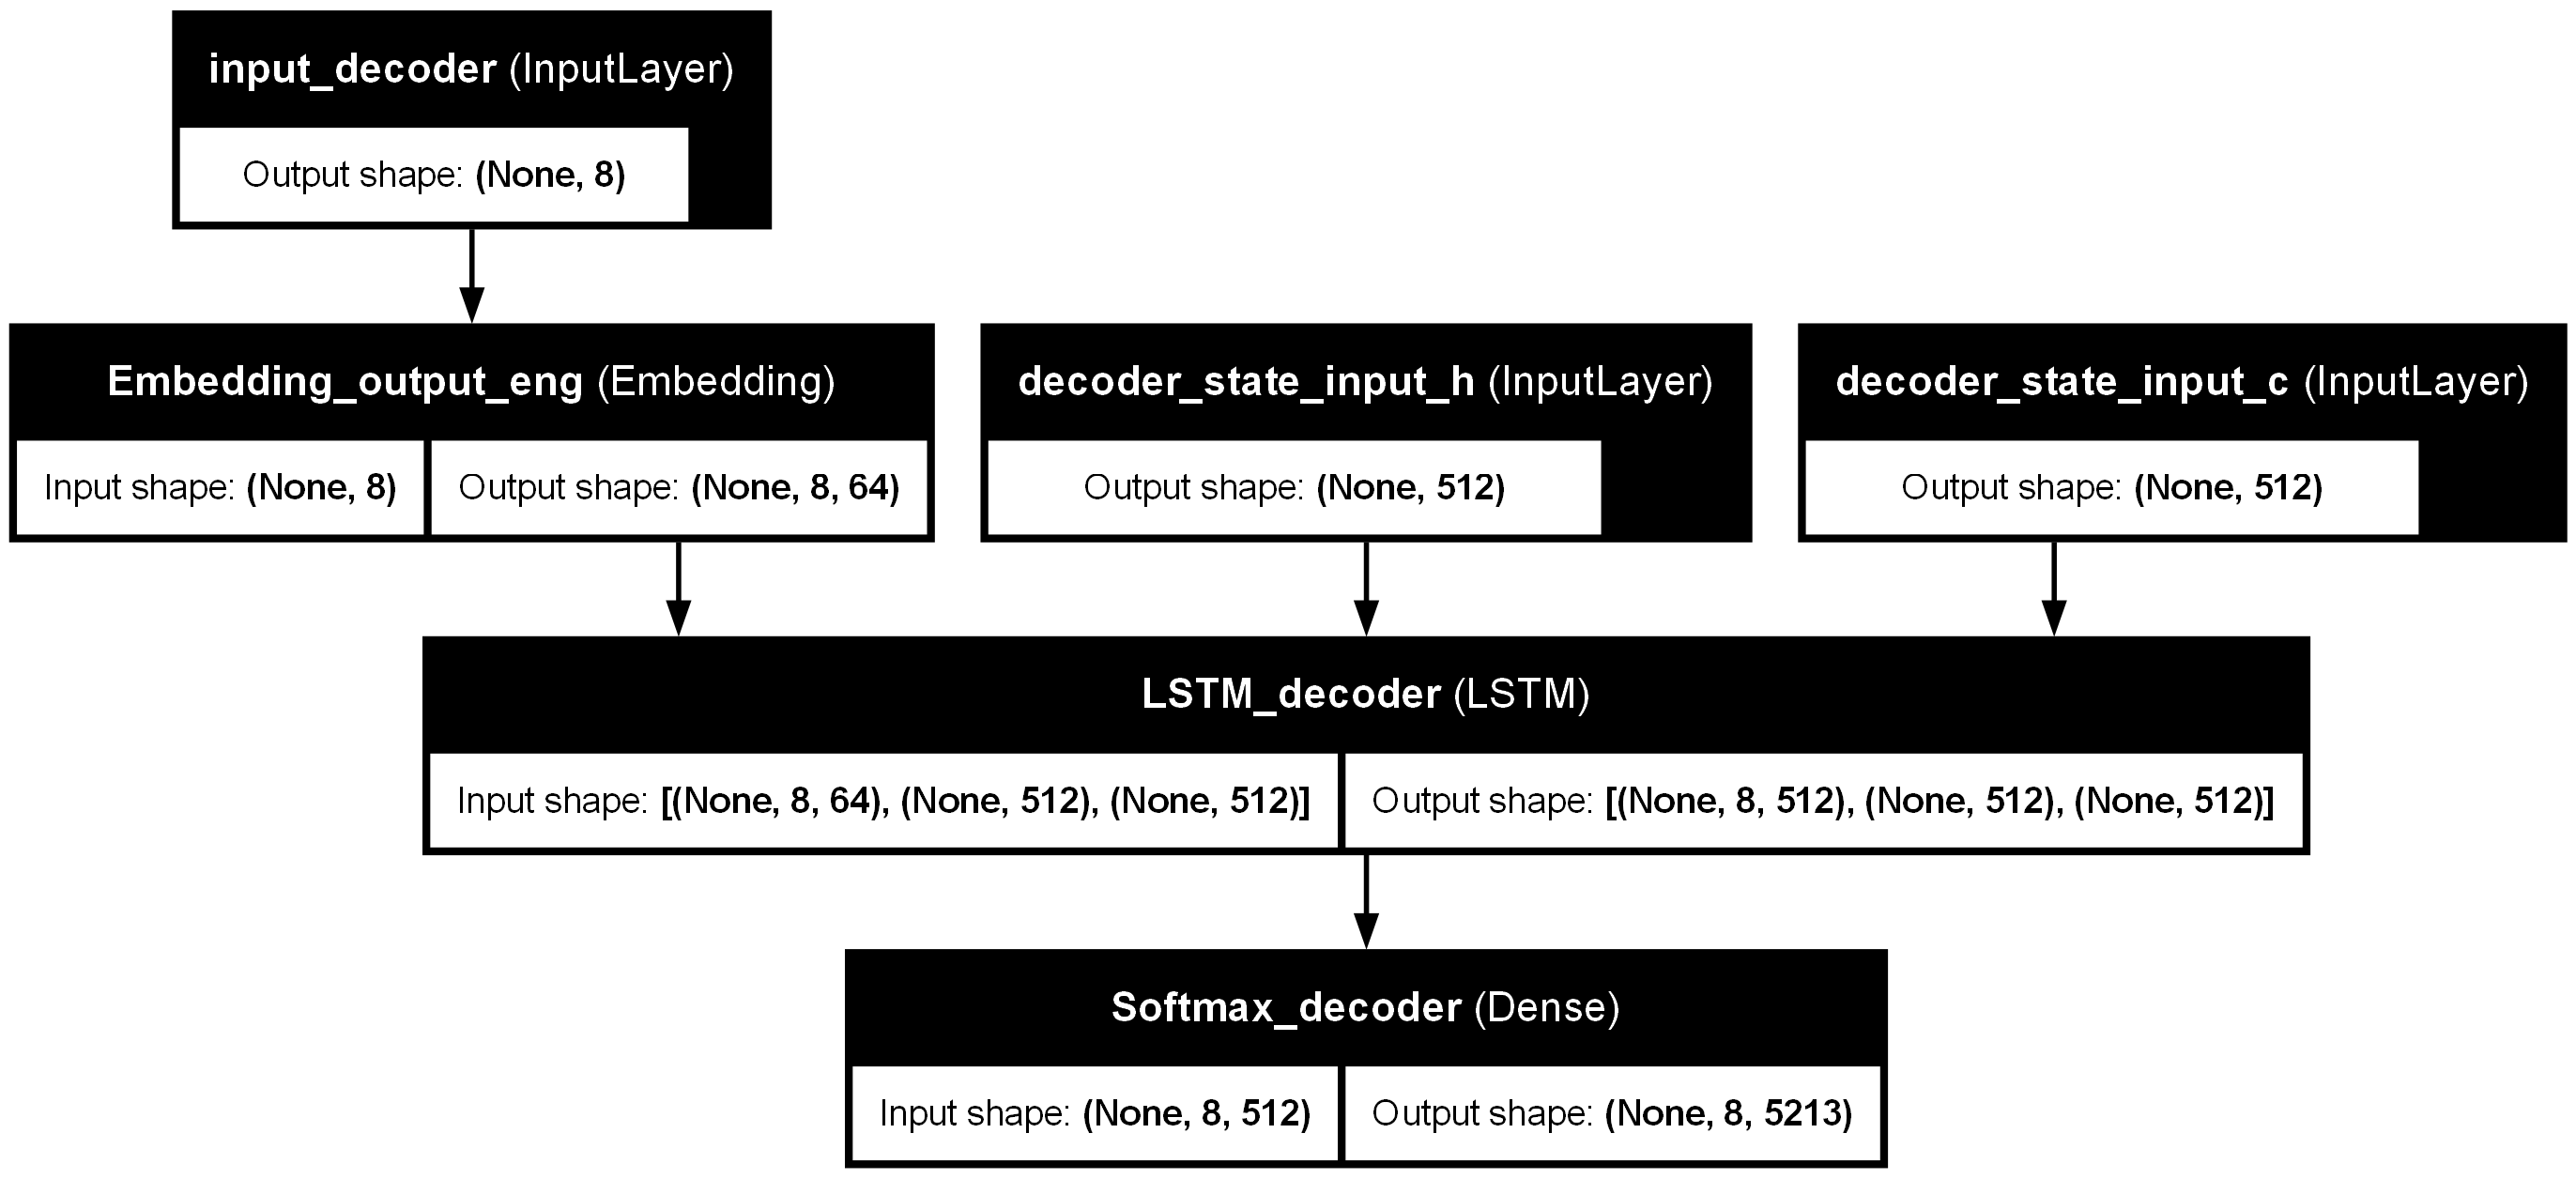 input_decoder (InputLayer)
Output shape: (None, 8)
Embedding_output_eng (Embedding)
Input shape: (None, 8)
Output shape: (None, 8, 64)
decoder_state_input_h (InputLayer)
Output shape: (None, 512)
decoder_state_input_c (InputLayer)
Output shape: (None, 512)
LSTM_decoder (LSTM)
Input shape: [(None, 8, 64), (None, 512), (None, 512)]
Output shape: [(None, 8, 512), (None, 512), (None, 512)]
Softmax_decoder (Dense)
Input shape: (None, 8, 512)
Output shape: (None, 8, 5213)